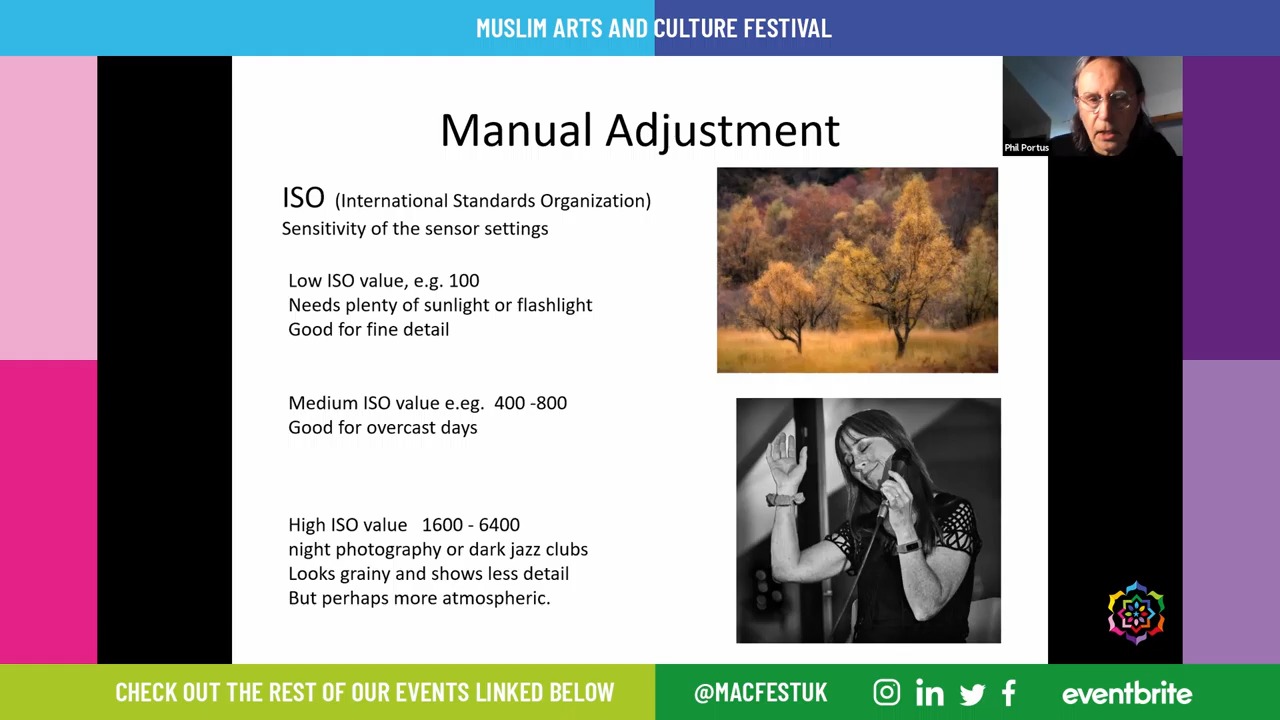 MUSLIM ARTS AND CULTURE FESTIVAL
Manual Adjustment
Phil Portus
ISO (International Standards Organization)
Sensitivity of the sensor settings
Low ISO value, e.g. 100
Needs plenty of sunlight or flashlight
Good for fine detail
Medium ISO value e.eg. 400 -800
Good for overcast days
High ISO value 1600 - 6400
night photography or dark jazz clubs
Looks grainy and shows less detail
But perhaps more atmospheric.
CHECK OUT THE REST OF OUR EVENTS LINKED BELOW
@MACFESTUK
eventbrite